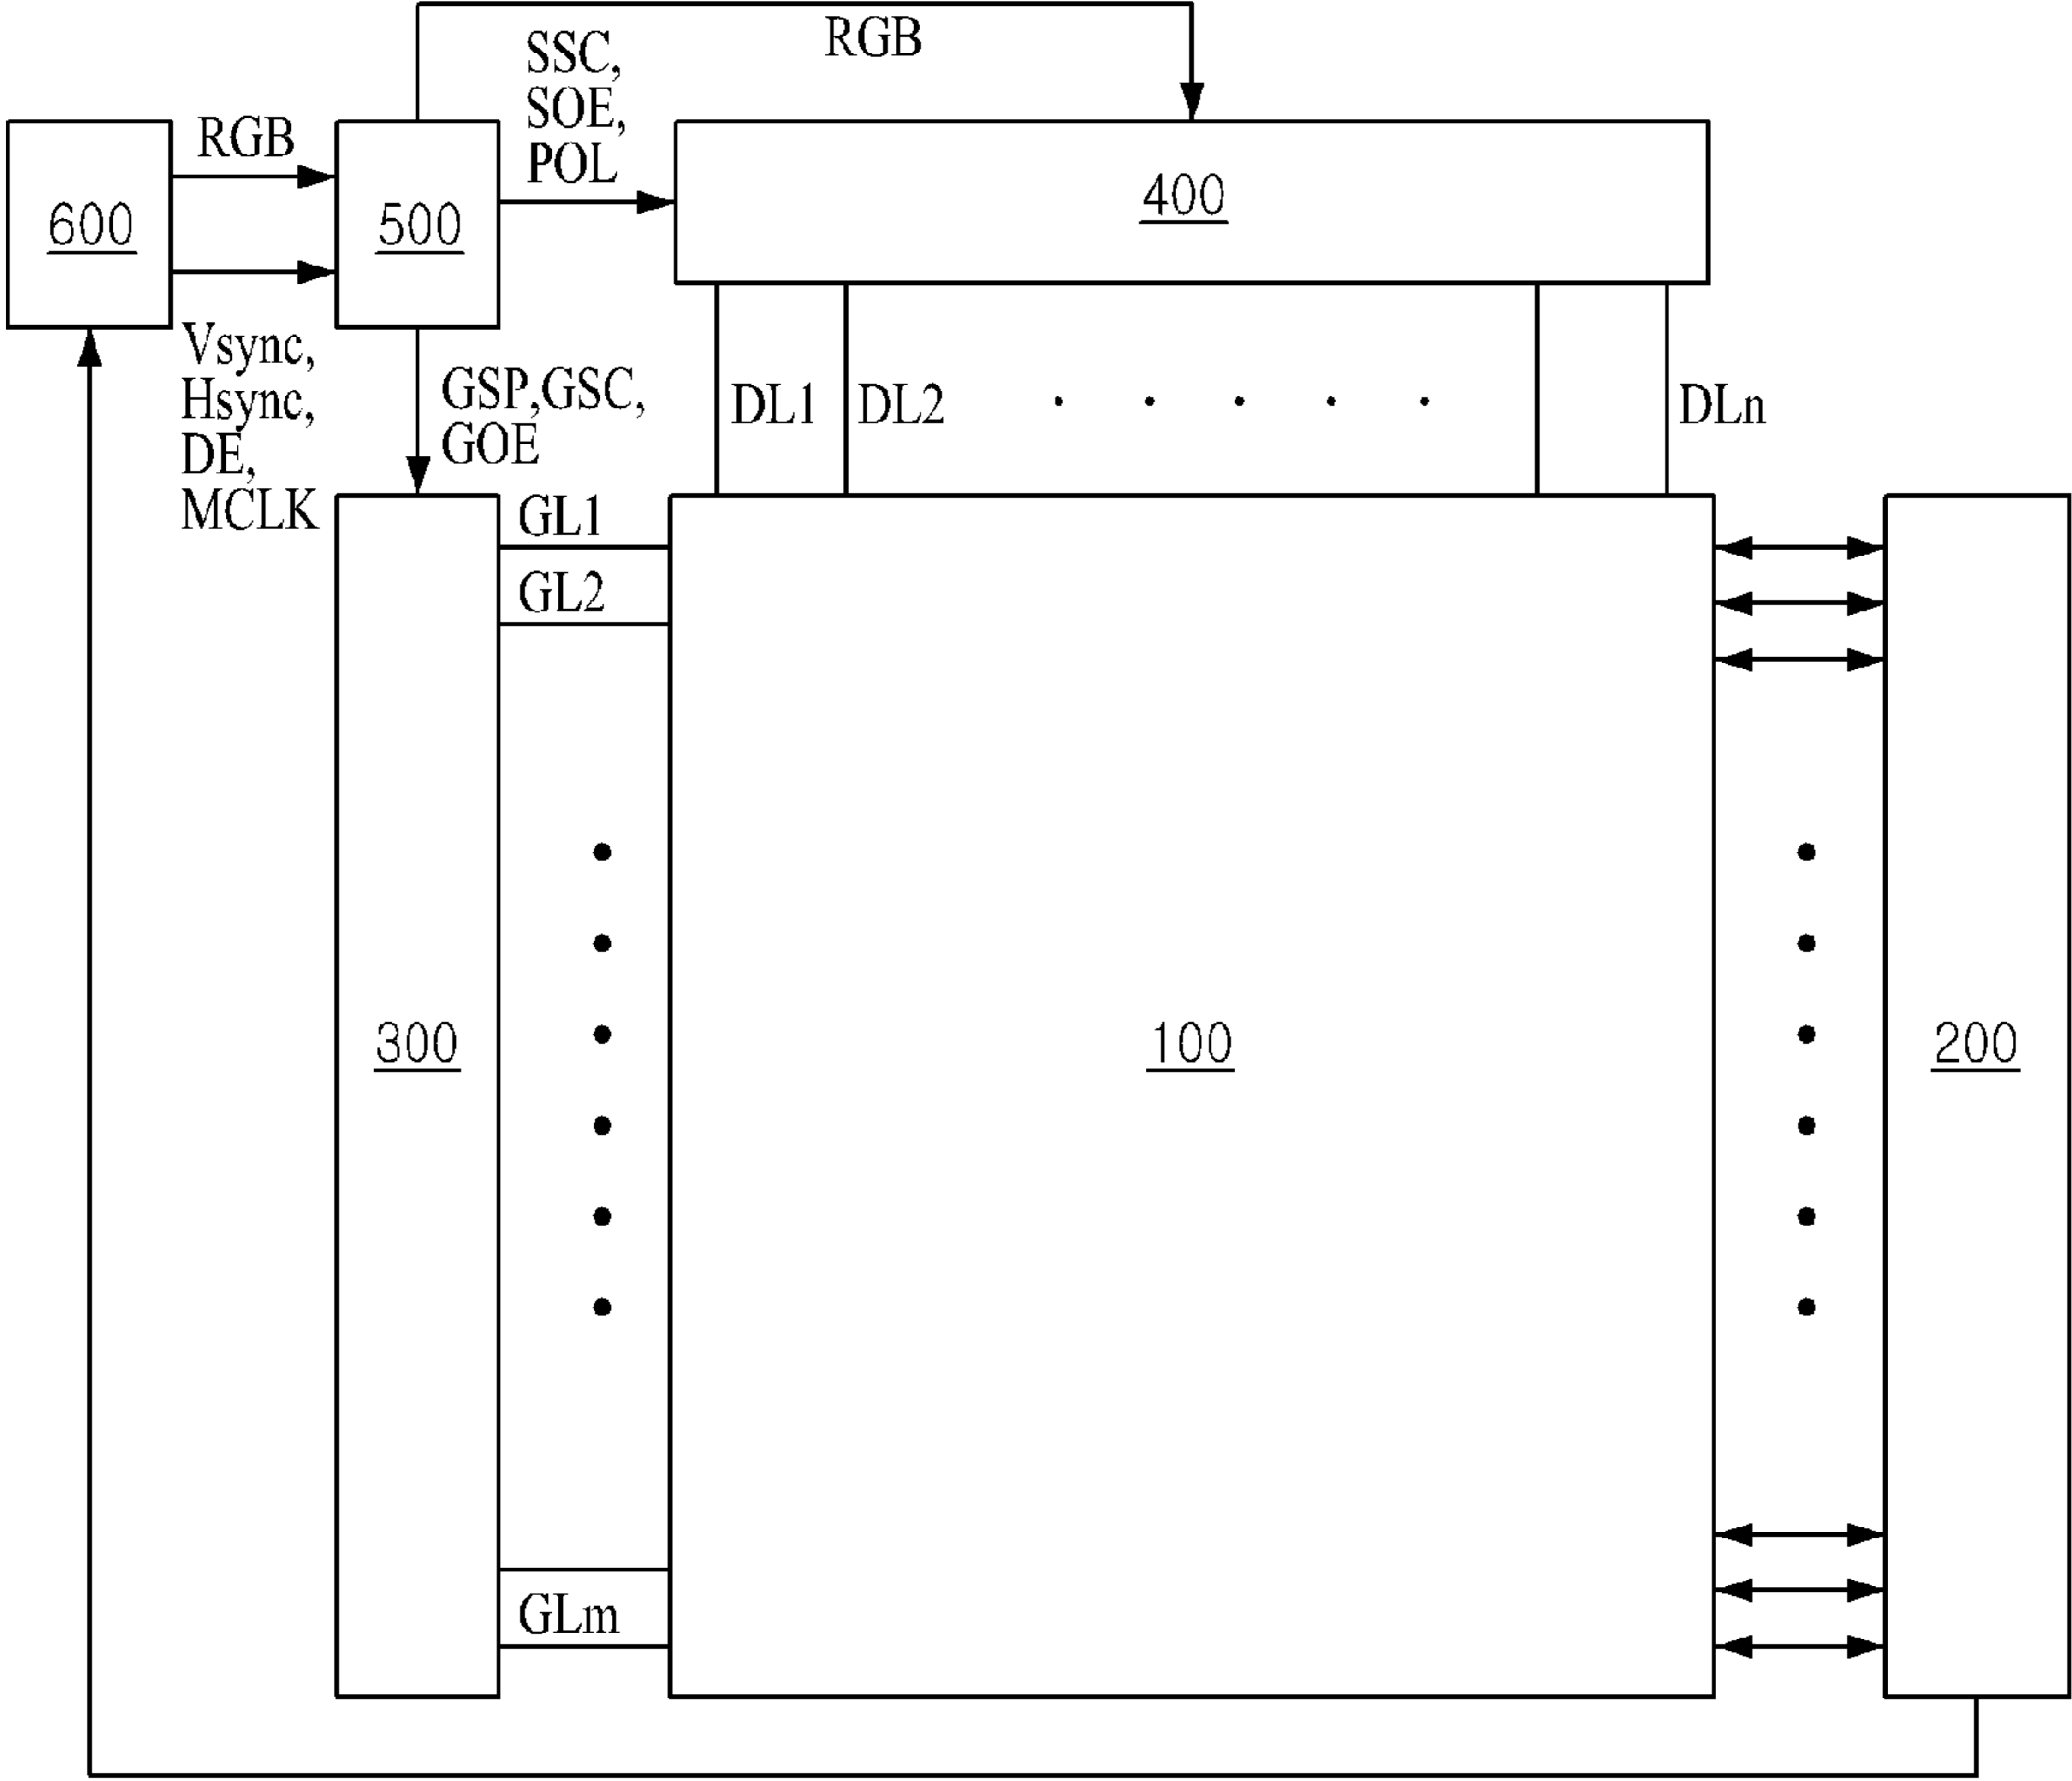 RGB
SSC,
SOE,
POL
RGB
600
500
400
Vsync,
Hsync,
DE,
MCLK
GSP,GSC,
GOE
DL1
DL2
DLn
GL1
GL2
300
100
200
GLm